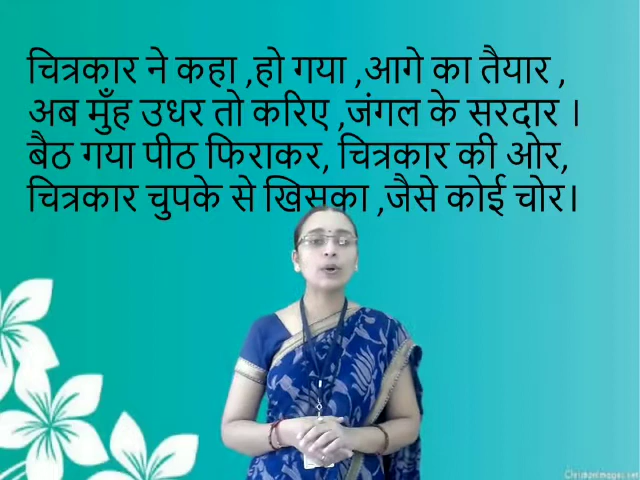 चित्रकार ने कहा ,हो गया ,आगे का तैयार ,
अब मुँह उधर तो करिए ,जंगल के सरदार ।
बैठ गया पीठ फिराकर, चित्रकार की ओर,
चित्रकार चुपके से खिसका ,जैसे कोई चोर।